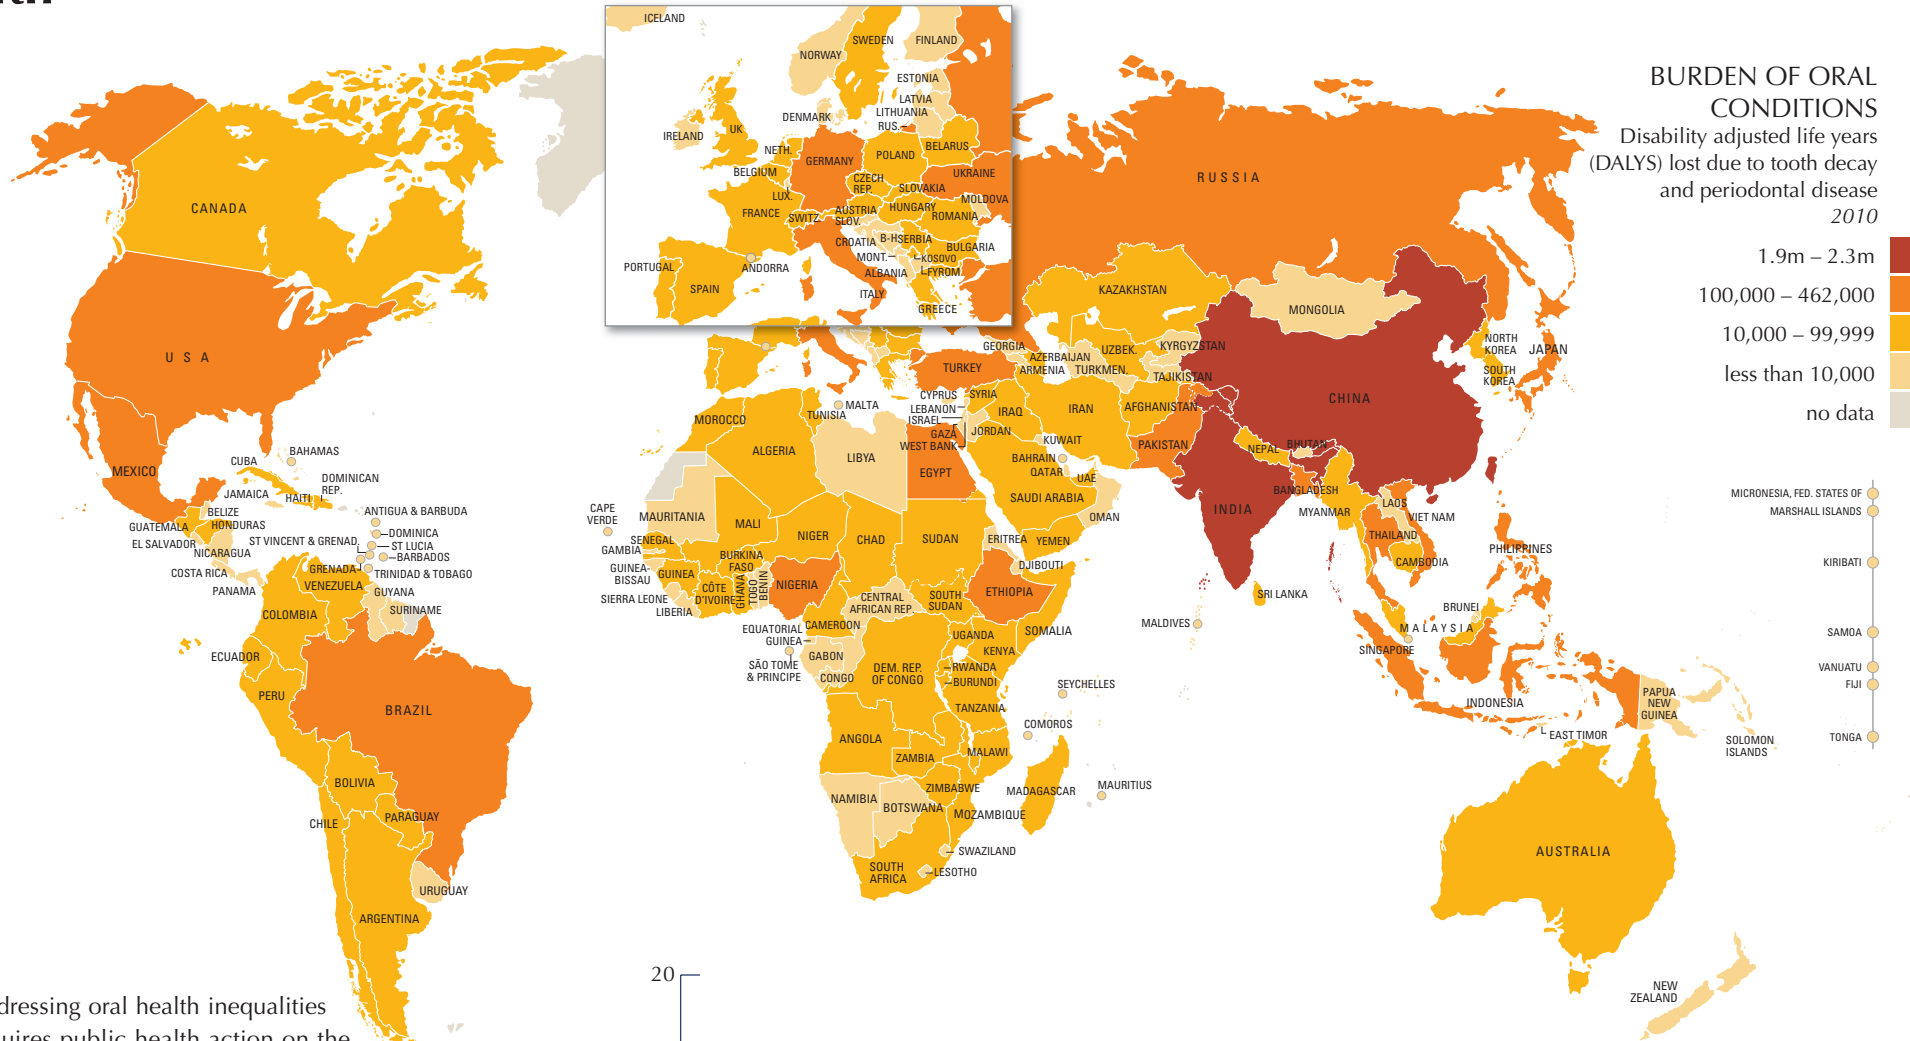 BURDEN OF ORAL
CONDITIONS
Disability adjusted life years
(DALYS) lost due to tooth decay
and periodontal disease
2010
1.9m – 2.3m
100,000 – 462,000
10,000 – 99,999
less than 10,000
no data
ICELAND
NORWAY
SWEDEN
FINLAND
ESTONIA
LATVIA
LITHUANIA
RUS.
DENMARK
IRELAND
UK
NETH.
BELGIUM
LUX.
GERMANY
POLAND
BELARUS
UKRAINE
CZECH
REP.
SLOVAKIA
MOLDOVA
FRANCE
SWITZ.
AUSTRIA
SLOV.
HUNGARY
ROMANIA
CROATIA
B-H
SERBIA
BULGARIA
MONT.
KOSOVO
ALBANIA
FYROM
PORTUGAL
SPAIN
ANDORRA
ITALY
GREECE
CANADA
U S A
MEXICO
CUBA
BAHAMAS
DOMINICAN
REP.
JAMAICA
HAITI
BELIZE
GUATEMALA
HONDURAS
EL SALVADOR
NICARAGUA
COSTA RICA
PANAMA
ANTIGUA & BARBUDA
DOMINICA
ST VINCENT & GRENAD.
ST LUCIA
BARBADOS
GRENADA
TRINIDAD & TOBAGO
VENEZUELA
GUYANA
SURINAME
COLOMBIA
ECUADOR
PERU
BRAZIL
BOLIVIA
PARAGUAY
CHILE
URUGUAY
ARGENTINA
RUSSIA
KAZAKHSTAN
MONGOLIA
GEORGIA
AZERBAIJAN
ARMENIA
UZBEK.
TURKMEN.
KYRGYZSTAN
TAJIKISTAN
NORTH
KOREA
SOUTH
KOREA
JAPAN
CHINA
TURKEY
CYPRUS
SYRIA
LEBANON
ISRAEL
GAZA
WEST BANK
JORDAN
IRAQ
IRAN
AFGHANISTAN
PAKISTAN
KUWAIT
BAHRAIN
QATAR
UAE
SAUDI ARABIA
OMAN
YEMEN
NEPAL
BHUTAN
BANGLADESH
INDIA
MYANMAR
LAOS
VIET NAM
THAILAND
CAMBODIA
PHILIPPINES
SRI LANKA
MALDIVES
BRUNEI
MALAYSIA
SINGAPORE
INDONESIA
EAST TIMOR
PAPUA
NEW
GUINEA
SOLOMON
ISLANDS
AUSTRALIA
NEW
ZEALAND
MICRONESIA, FED. STATES OF
MARSHALL ISLANDS
KIRIBATI
SAMOA
VANUATU
FIJI
TONGA
MALTA
TUNISIA
MOROCCO
ALGERIA
LIBYA
EGYPT
CAPE
VERDE
MAURITANIA
MALI
NIGER
CHAD
SUDAN
ERITREA
DJIBOUTI
SENEGAL
GAMBIA
GUINEA-
BISSAU
GUINEA
SIERRA LEONE
LIBERIA
BURKINA
FASO
CÔTE
D'IVOIRE
GHANA
TOGO
BENIN
NIGERIA
CENTRAL
AFRICAN REP.
SOUTH
SUDAN
ETHIOPIA
SOMALIA
CAMEROON
EQUATORIAL
GUINEA
SÃO TOME
& PRINCIPE
GABON
CONGO
DEM. REP.
OF CONGO
UGANDA
KENYA
RWANDA
BURUNDI
TANZANIA
SEYCHELLES
COMOROS
ANGOLA
ZAMBIA
MALAWI
ZIMBABWE
MOZAMBIQUE
MADAGASCAR
MAURITIUS
NAMIBIA
BOTSWANA
SWAZILAND
LESOTHO
SOUTH
AFRICA
20
dressing oral health inequalities
uires public health action on the